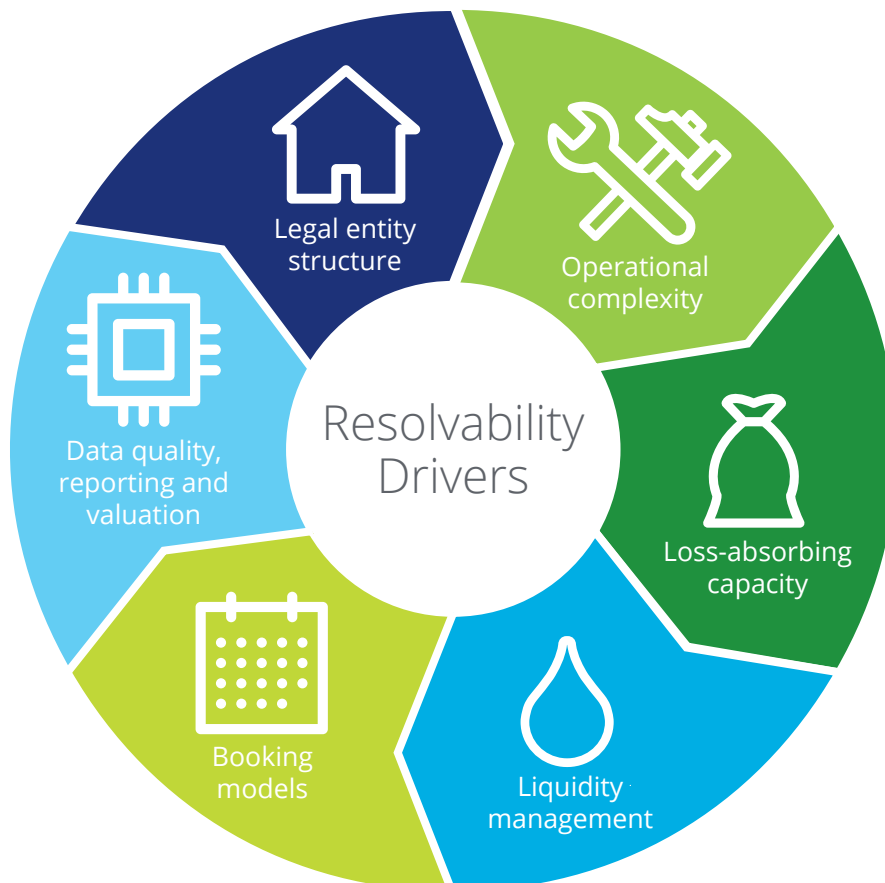 Resolvability
Drivers
Legal entity
structure
Operational
complexity
Loss-absorbing
capacity
Liquidity
management
Booking
models
Data quality,
reporting and
valuation